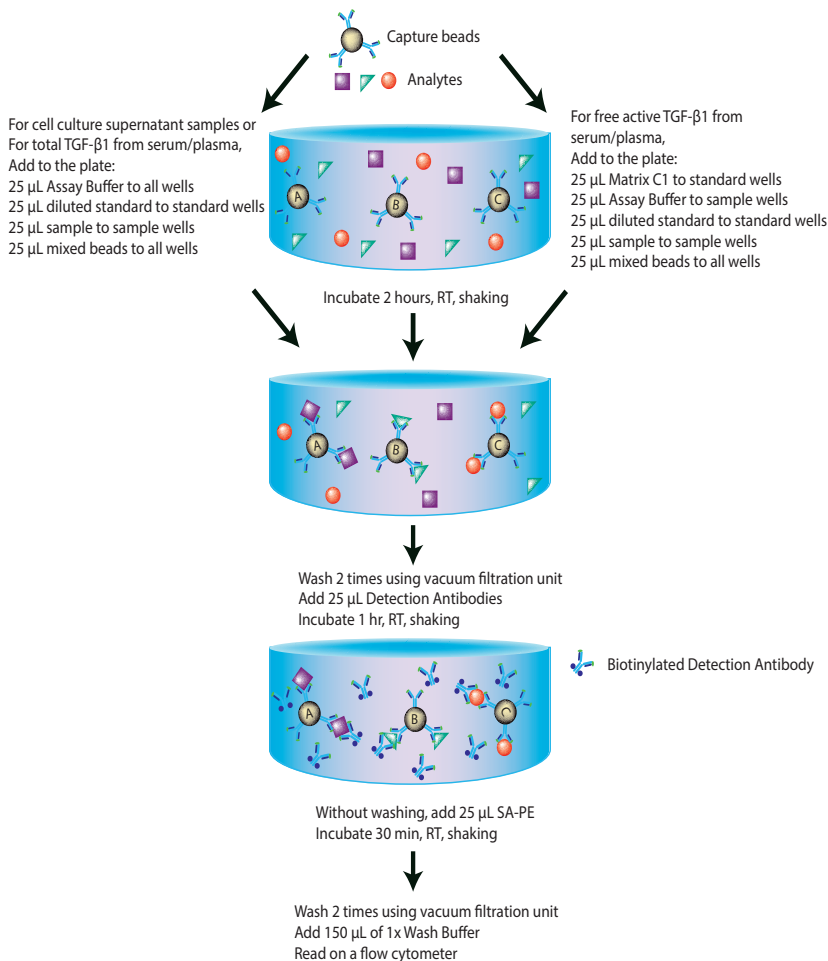 Capture beads
Analytes
For cell culture supernatant samples or
For total TGF-β1 from serum/plasma,
Add to the plate:
25 µL Assay Buffer to all wells
25 µL diluted standard to standard wells
25 µL sample to sample wells
25 µL mixed beads to all wells
For free active TGF-β1 from
serum/plasma,
Add to the plate:
25 µL Matrix C1 to standard wells
25 µL Assay Buffer to sample wells
25 µL diluted standard to standard wells
25 µL sample to sample wells
25 µL mixed beads to all wells
A
B
C
Incubate 2 hours, RT, shaking
A
B
C
Wash 2 times using vacuum filtration unit
Add 25 µL Detection Antibodies
Incubate 1 hr, RT, shaking
Biotinylated Detection Antibody
A
B
C
Without washing, add 25 µL SA-PE
Incubate 30 min, RT, shaking
Wash 2 times using vacuum filtration unit
Add 150 µL of 1x Wash Buffer
Read on a flow cytometer